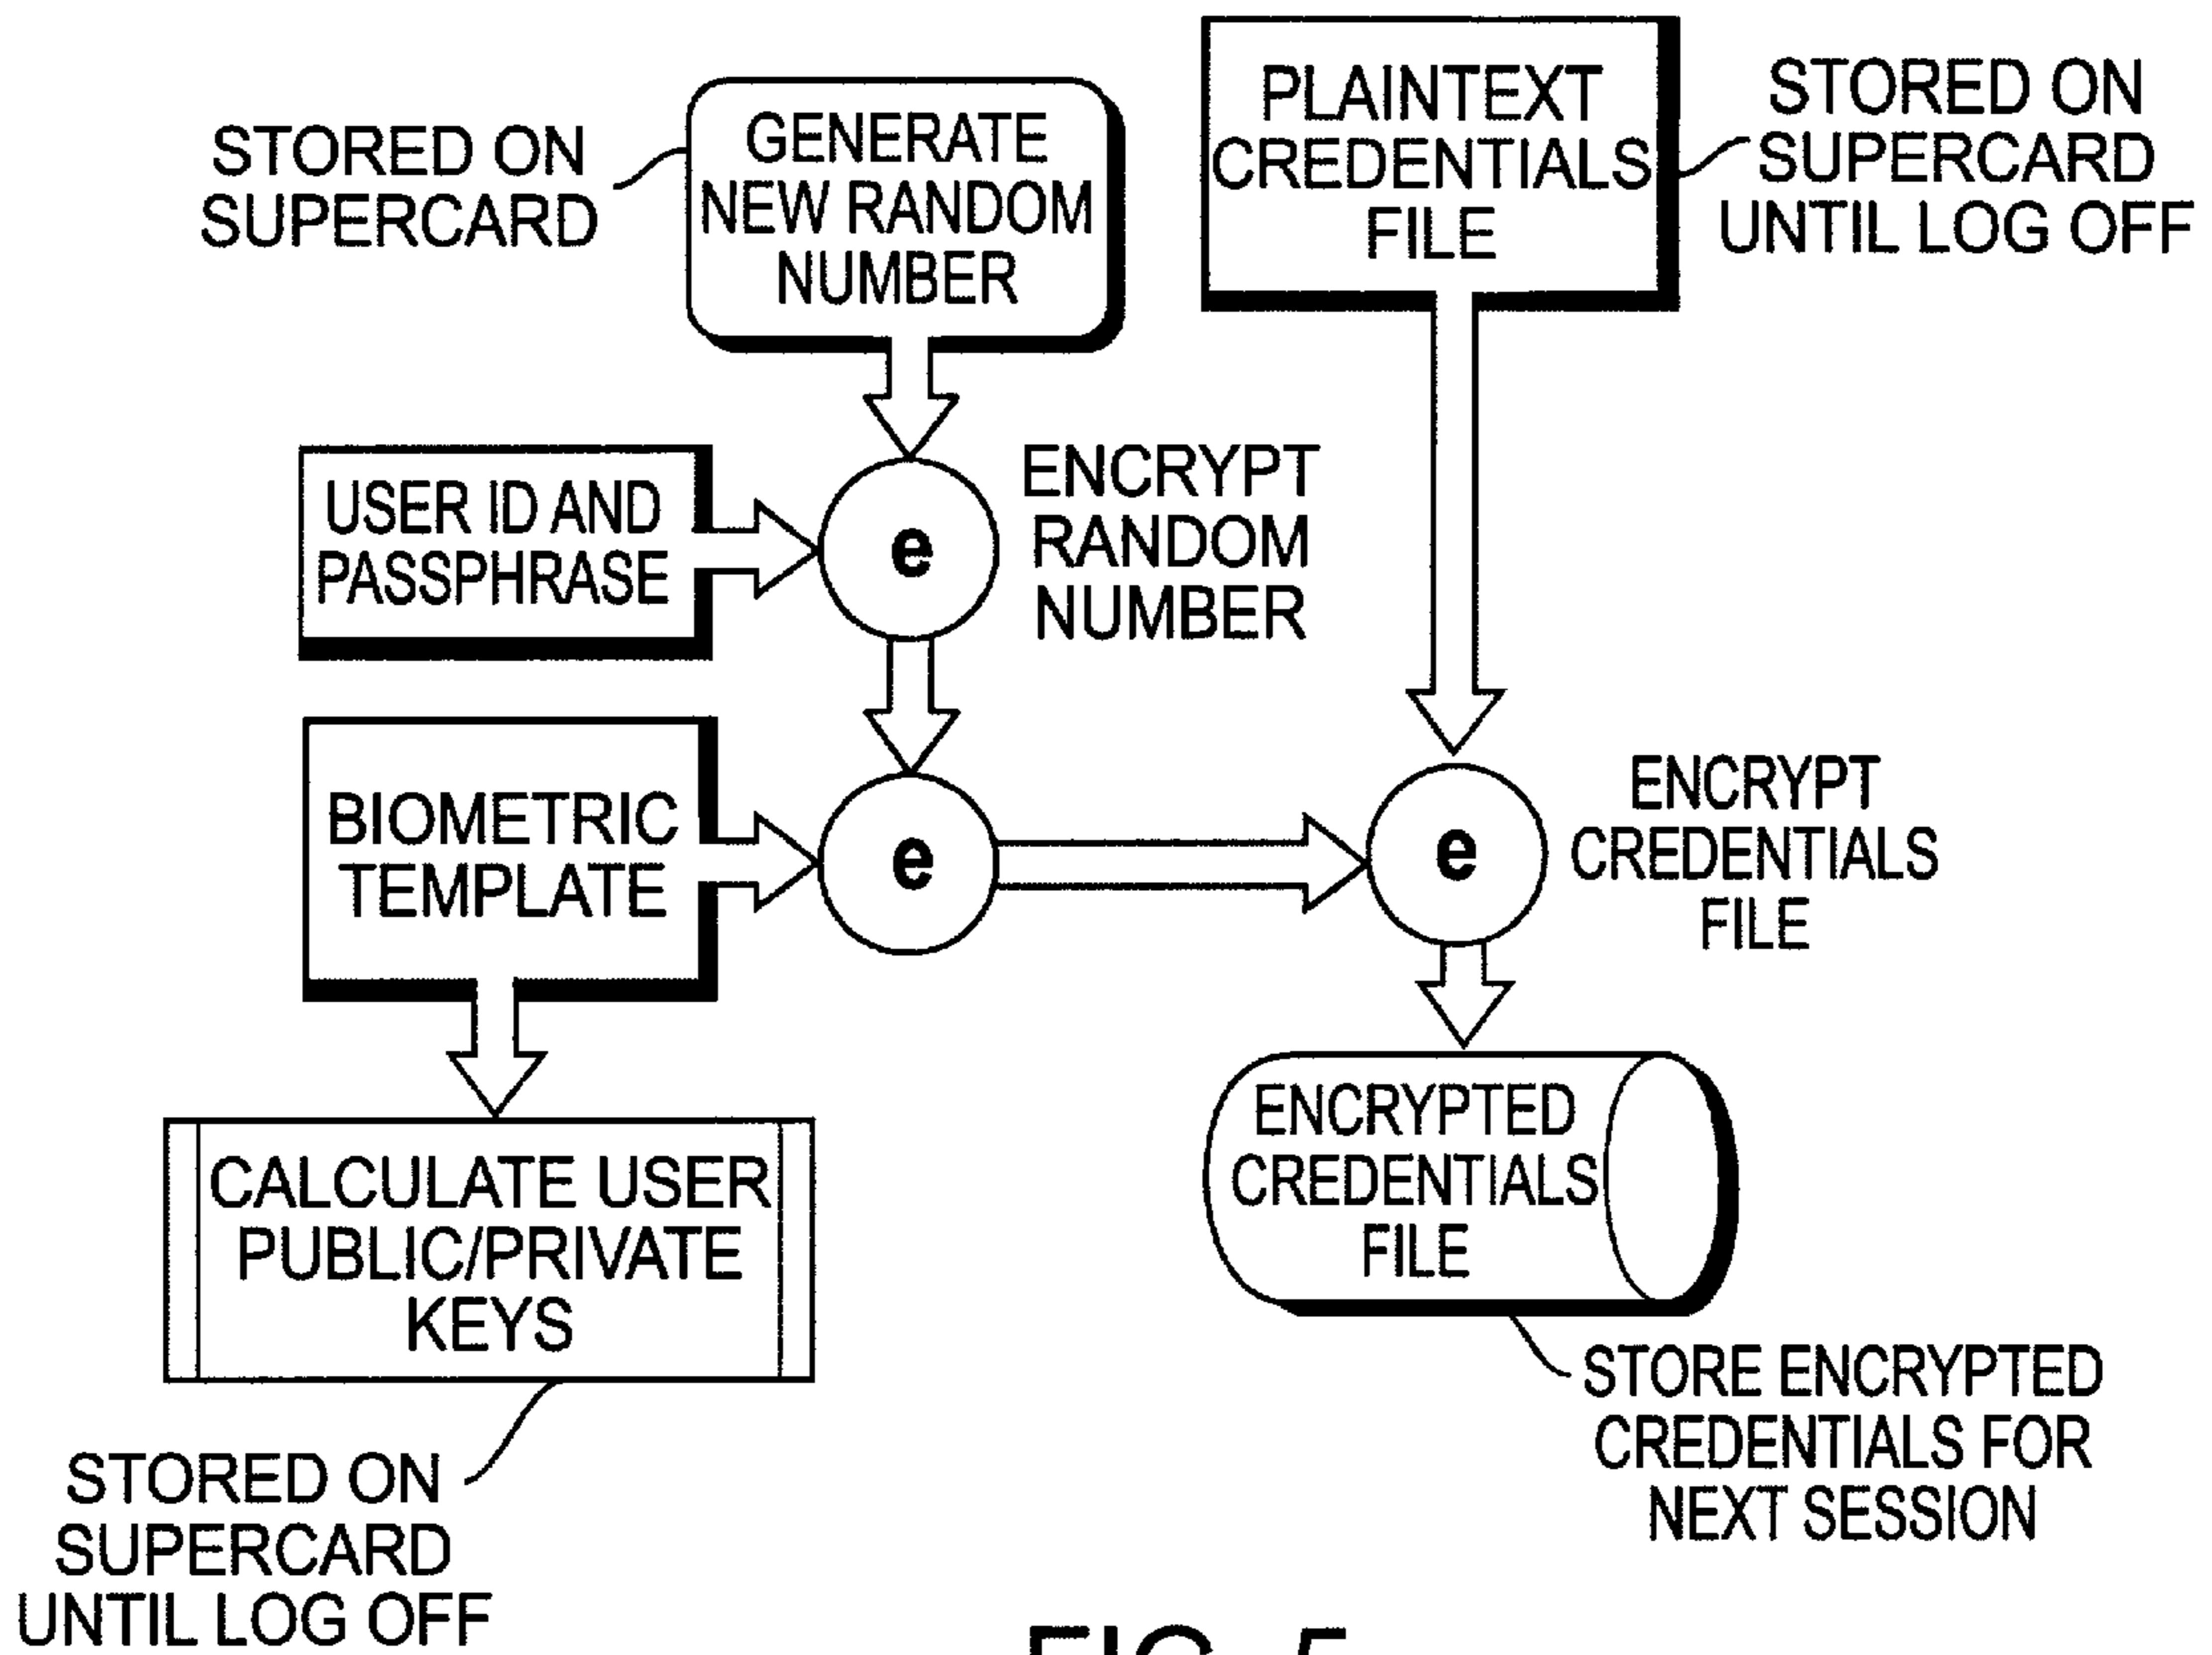 STORED ON
SUPERCARD
GENERATE
NEW RANDOM
NUMBER
PLAINTEXT
CREDENTIALS
FILE
STORED ON
SUPERCARD
UNTIL LOG OFF
USER ID AND
PASSPHRASE
e
ENCRYPT
RANDOM
NUMBER
BIOMETRIC
TEMPLATE
e
e
ENCRYPT
CREDENTIALS
FILE
CALCULATE USER
PUBLIC/PRIVATE
KEYS
ENCRYPTED
CREDENTIALS
FILE
STORED ON
SUPERCARD
UNTIL LOG OFF
STORE ENCRYPTED
CREDENTIALS FOR
NEXT SESSION
FIG. 5